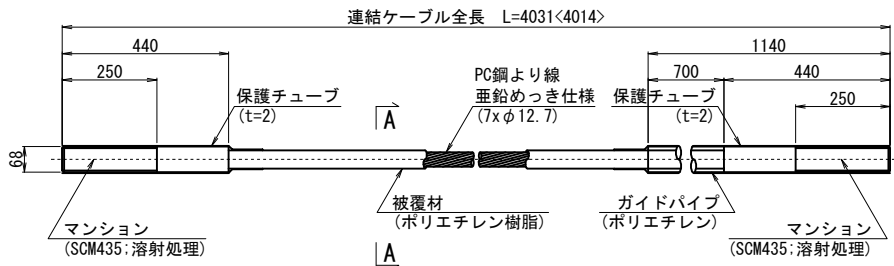 連結ケーブル全長 L=4031<4014>
440
1140
250
PC鋼より線
700
440
保護チューブ
亜鉛めっき仕様
保護チューブ
250
(t=2)
A
(7xφ12.7)
(t=2)
68
被覆材
ガイドパイプ
マンション
(ポリエチレン樹脂)
(ポリエチレン)
マンション
(SCM435;溶射処理)
A
(SCM435;溶射処理)